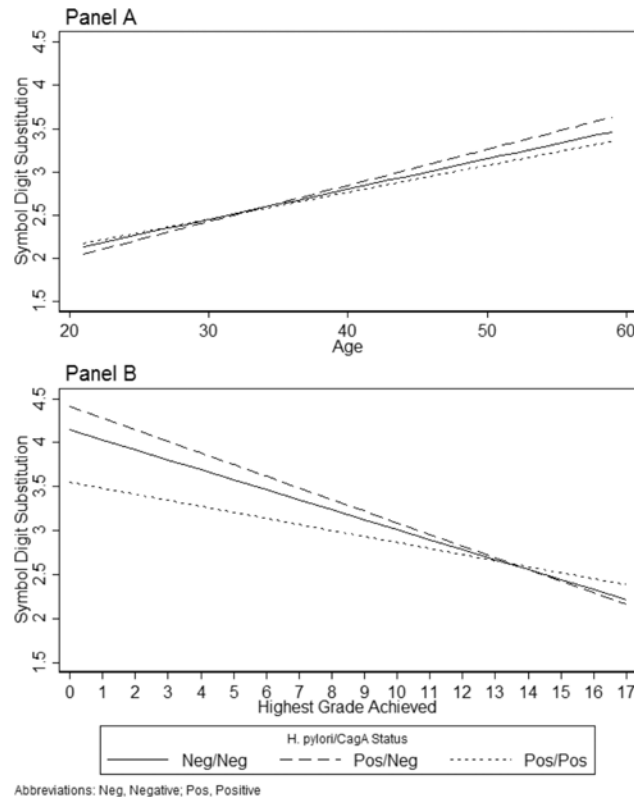 Panel A
Symbol Digit Substitution
4.5
4
3.5
3
2.5
2
1.5
20 30 40 50 60
Age
Panel B
Symbol Digit Substitution
4.5
4
3.5
3
2.5
2
1.5
0 1 2 3 4 5 6 7 8 9 10 11 12 13 14 15 16 17
Highest Grade Achieved
H. pylori/CagA Status
Neg/Neg Pos/Neg Pos/Pos
Abbreviations: Neg, Negative; Pos, Positive